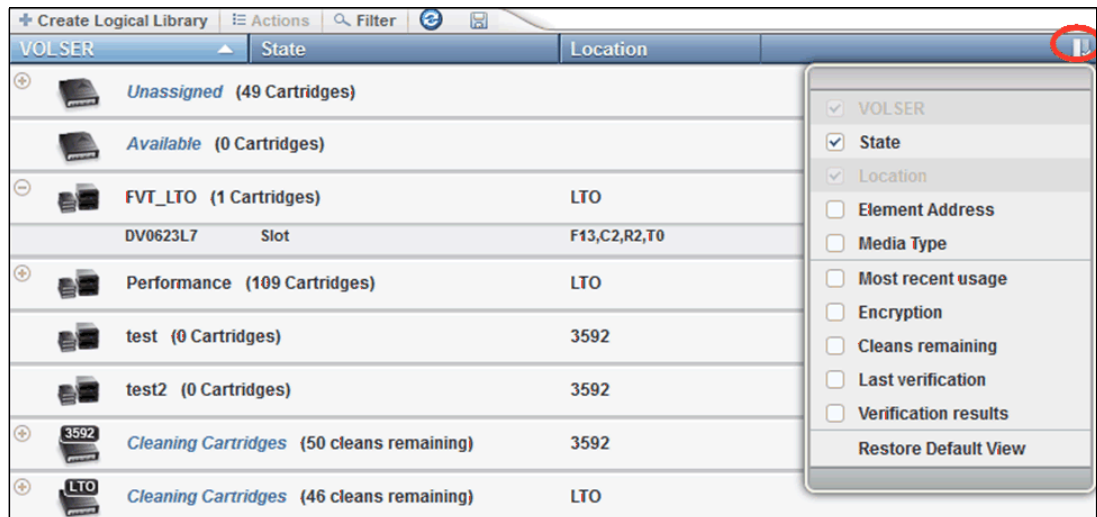 Create Logical Library Actions Filter
VOLSER State Location
Unassigned (49 Cartridges)
Available (0 Cartridges)
FVT_LTO (1 Cartridges) LTO
DV0623L7 Slot F13,C2,R2,T0
Performance (109 Cartridges) LTO
test (0 Cartridges) 3592
test2 (0 Cartridges) 3592
3592 Cleaning Cartridges (50 cleans remaining) 3592
LTO Cleaning Cartridges (46 cleans remaining) LTO
VOLSER
State
Location
Element Address
Media Type
Most recent usage
Encryption
Cleans remaining
Last verification
Verification results
Restore Default View